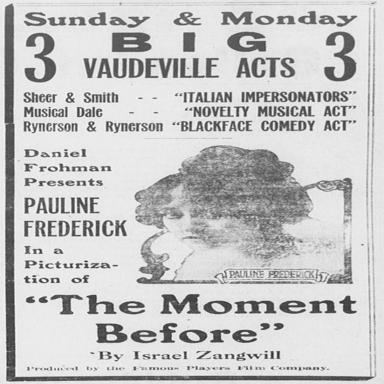 Sunday & Monday
3 BIG 3
VAUDEVILLE ACTS
Sheer & Smith - - "ITALIAN IMPERSONATORS"
Musical Dale - - "NOVELTY MUSICAL ACT"
Rynerson & Rynerson "BLACKFACE COMEDY ACT"
Daniel
Frohman
Presents
PAULINE
FREDERICK
In a
Picturiza-
tion of
PAULINE FREDERICK
"The Moment
Before"
By Israel Zangwill
Produced by the Famous Players Film Company.